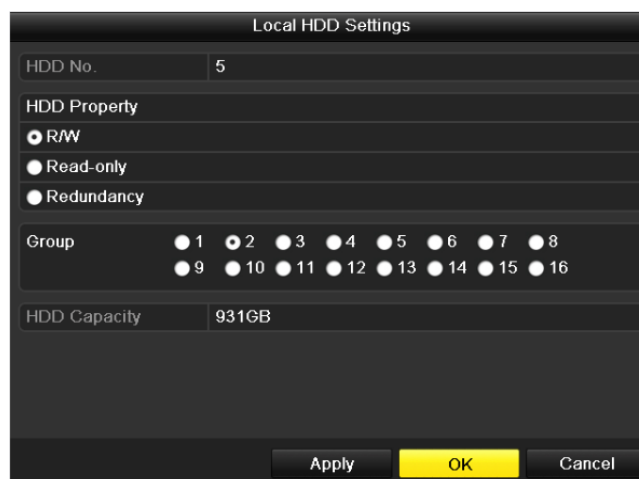 Local HDD Settings
HDD No. 5
HDD Property
R/W
Read-only
Redundancy
Group 1 2 3 4 5 6 7 8
9 10 11 12 13 14 15 16
HDD Capacity 931GB
Apply OK Cancel